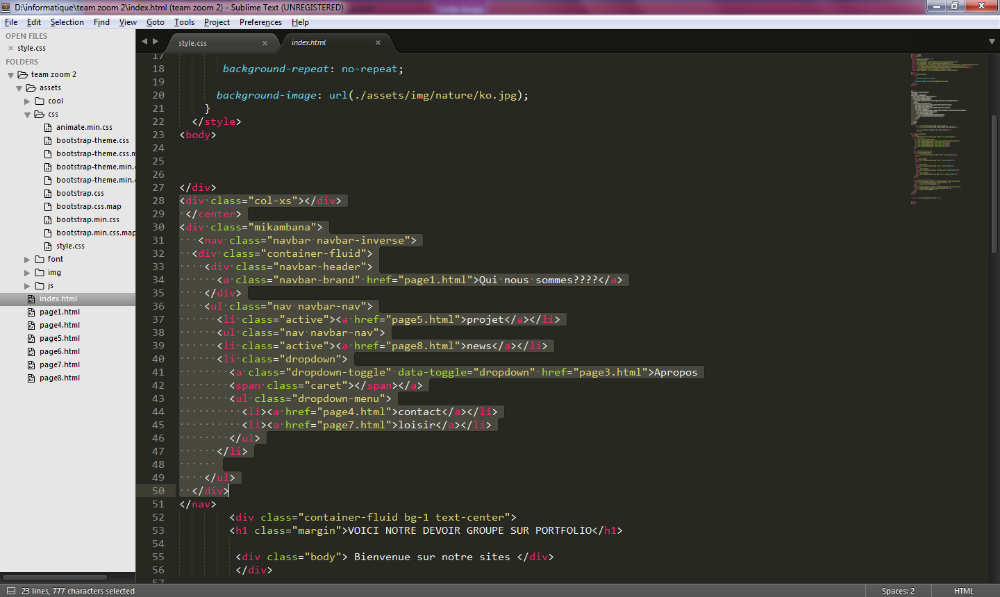 D:\informatique\team zoom 2\index.html (team zoom 2) - Sublime Text (UNREGISTERED)
File Edit Selection Find View Goto Tools Project Preferences Help
OPEN FILES
style.css
FOLDERS
team zoom 2
assets
cool
css
animate.min.css
bootstrap-theme.css
bootstrap-theme.css.m
bootstrap-theme.min.c
bootstrap-theme.min.c
bootstrap.css
bootstrap.css.map
bootstrap.min.css
bootstrap.min.css.map
style.css
font
img
js
index.html
page1.html
page4.html
page5.html
page6.html
page7.html
page8.html
style.css index.html
17
18 background-repeat: no-repeat;
19
20 background-image: url(./assets/img/nature/ko.jpg);
21 }
22 </style>
23 <body>
24
25
26
27 </div>
28 <div class="col-xs"></div>
29 </center>
30 <div class="mikambana">
31 <nav class="navbar navbar-inverse">
32 <div class="container-fluid">
33 <div class="navbar-header">
34 <a class="navbar-brand" href="page1.html">Qui nous sommes????</a>
35 </div>
36 <ul class="nav navbar-nav">
37 <li class="active"><a href="page5.html">projet</a></li>
38 <ul class="nav navbar-nav">
39 <li class="active"><a href="page8.html">news</a></li>
40 <li class="dropdown">
41 <a class="dropdown-toggle" data-toggle="dropdown" href="page3.html">Apropos
42 <span class="caret"></span></a>
43 <ul class="dropdown-menu">
44 <li><a href="page4.html">contact</a></li>
45 <li><a href="page7.html">loisir</a></li>
46 </ul>
47 </li>
48
49 </ul>
50 </div>
51 </nav>
52 <div class="container-fluid bg-1 text-center">
53 <h1 class="margin">VOICI NOTRE DEVOIR GROUPE SUR PORTFOLIO</h1>
54
55 <div class="body"> Bienvenue sur notre sites </div>
56 </div>
57
23 lines, 777 characters selected Spaces: 2 HTML